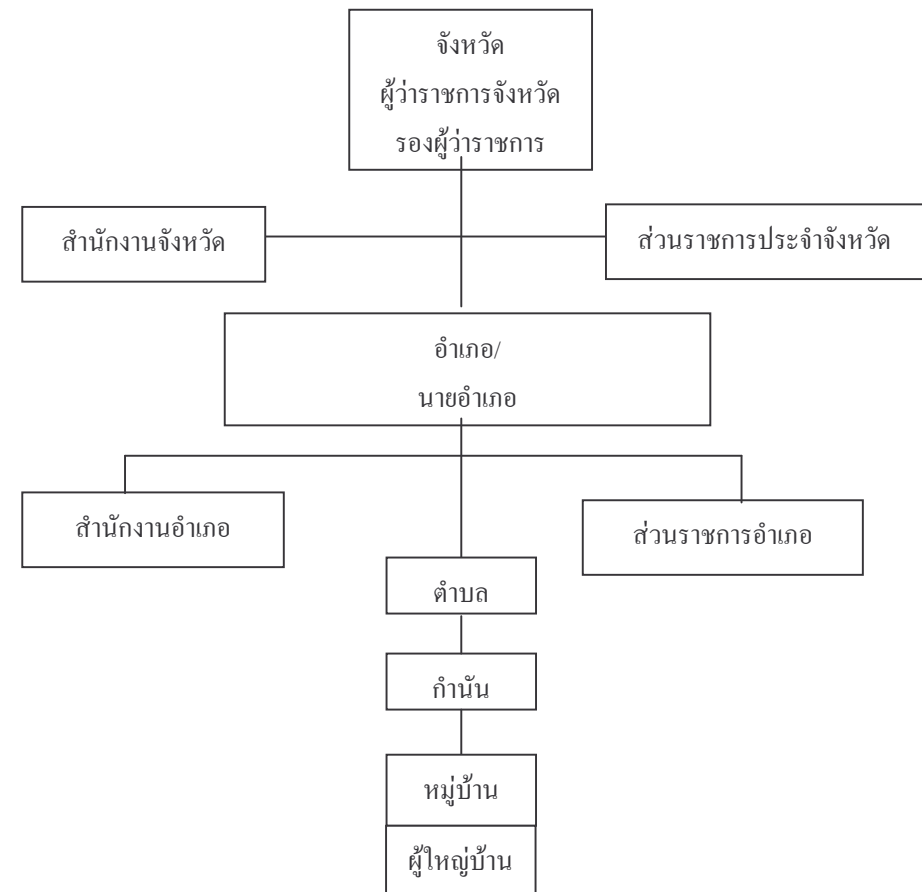 จังหวัด
ผู้ว่าราชการจังหวัด
รองผู้ว่าราชการ
สำนักงานจังหวัด
ส่วนราชการประจำจังหวัด
อำเภอ/
นายอำเภอ
สำนักงานอำเภอ
ส่วนราชการอำเภอ
ตำบล
กำนัน
หมู่บ้าน
ผู้ใหญ่บ้าน